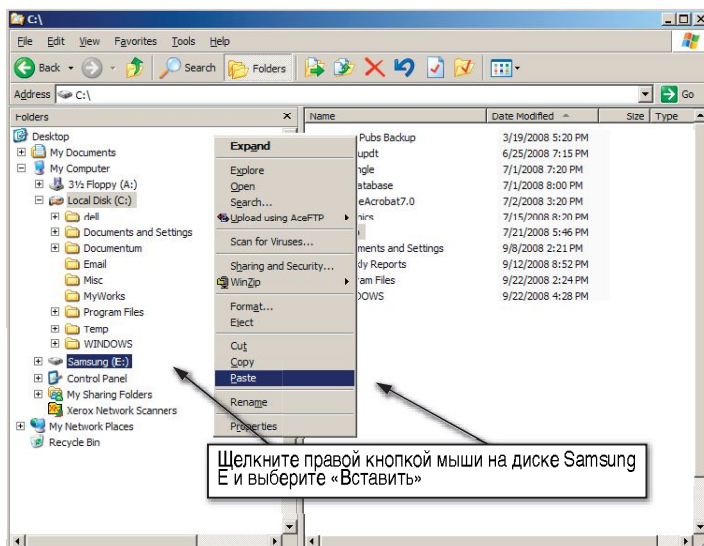 C:\
File Edit View Favorites Tools Help
Back Search Folders
Address C:\ Go
Folders
Desktop
My Documents
My Computer
3½ Floppy (A:)
Local Disk (C:)
dell
Documents and Settings
Documentum
Email
Misc
MyWorks
Program Files
Temp
WINDOWS
Samsung (E:)
Control Panel
My Sharing Folders
Xerox Network Scanners
My Network Places
Recycle Bin
Expand
Explore
Open
Search...
Upload using AceFTP
Scan for Viruses...
Sharing and Security...
WinZip
Format...
Eject
Cut
Copy
Paste
Rename
Properties
Name Date Modified Size Type
Pubs Backup 3/19/2008 5:20 PM
updt 6/25/2008 7:15 PM
ngle 7/1/2008 7:20 PM
atabase 7/1/2008 8:00 PM
eAcrobat7.0 7/2/2008 3:20 PM
hics 7/15/2008 8:20 PM
7/21/2008 5:46 PM
ments and Settings 9/8/2008 2:21 PM
dy Reports 9/12/2008 8:52 PM
ram Files 9/22/2008 2:24 PM
DOWS 9/22/2008 4:28 PM
Щелкните правой кнопкой мыши на диске Samsung
E и выберите «Вставить»